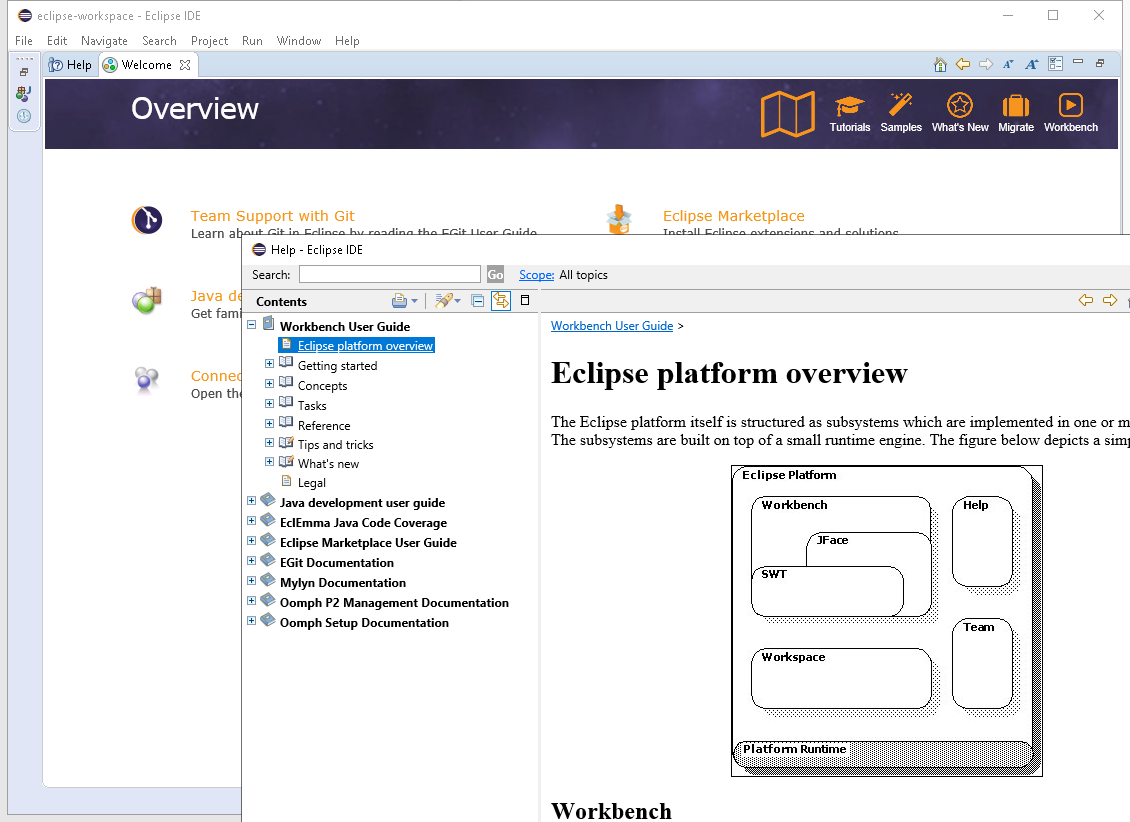 eclipse-workspace - Eclipse IDE
File Edit Navigate Search Project Run Window Help
Help Welcome
Overview
Tutorials Samples What's New Migrate Workbench
Team Support with Git
Learn about Git in Eclipse by reading the EGit User Guide
Eclipse Marketplace
Install Eclipse extensions and solutions
Java de
Get fami
Connec
Open the
Help - Eclipse IDE
Search: Go Scope: All topics
Contents
Workbench User Guide
Eclipse platform overview
Getting started
Concepts
Tasks
Reference
Tips and tricks
What's new
Legal
Java development user guide
EclEmma Java Code Coverage
Eclipse Marketplace User Guide
EGit Documentation
Mylyn Documentation
Oomph P2 Management Documentation
Oomph Setup Documentation
Workbench User Guide >
Eclipse platform overview
The Eclipse platform itself is structured as subsystems which are implemented in one or m
The subsystems are built on top of a small runtime engine. The figure below depicts a simp
Eclipse Platform
Workbench
Help
JFace
SWT
Team
Workspace
Platform Runtime
Workbench